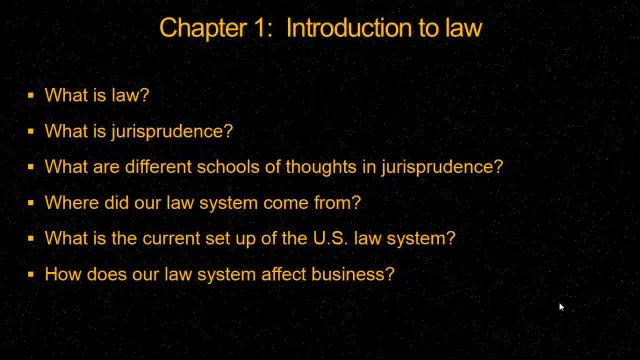 Chapter 1:  Introduction to law
▪ What is law?
▪ What is jurisprudence?
▪ What are different schools of thoughts in jurisprudence?
▪ Where did our law system come from?
▪ What is the current set up of the U.S. law system?
▪ How does our law system affect business?